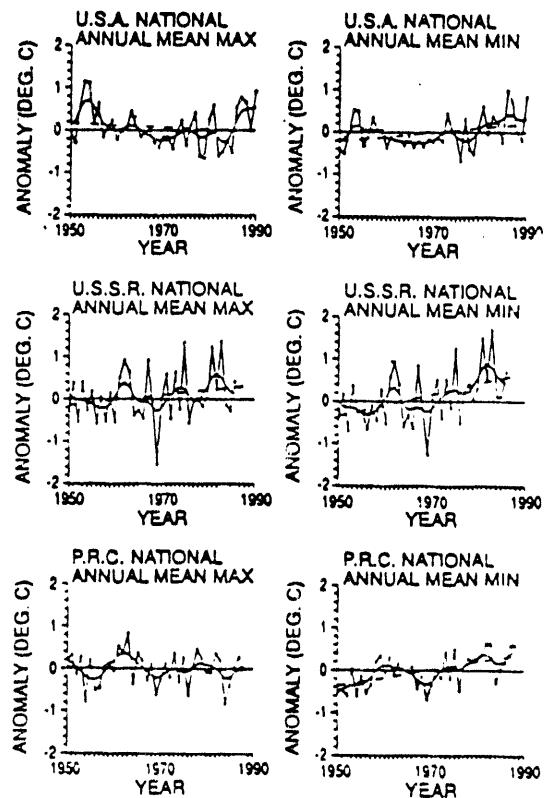 U.S.A. NATIONAL
ANNUAL MEAN MAX
ANOMALY (DEG. C)
2
1
0
-1
-2
1950
1970
1990
YEAR
U.S.A. NATIONAL
ANNUAL MEAN MIN
ANOMALY (DEG. C)
2
1
0
-1
-2
1950
1970
1990
YEAR
U.S.S.R. NATIONAL
ANNUAL MEAN MAX
ANOMALY (DEG. C)
2
1
0
-1
-2
1950
1970
1990
YEAR
U.S.S.R. NATIONAL
ANNUAL MEAN MIN
ANOMALY (DEG. C)
2
1
0
-1
-2
1950
1970
1990
YEAR
P.R.C. NATIONAL
ANNUAL MEAN MAX
ANOMALY (DEG. C)
2
1
0
-1
-2
1950
1970
1990
YEAR
P.R.C. NATIONAL
ANNUAL MEAN MIN
ANOMALY (DEG. C)
2
1
0
-1
-2
1950
1970
1990
YEAR